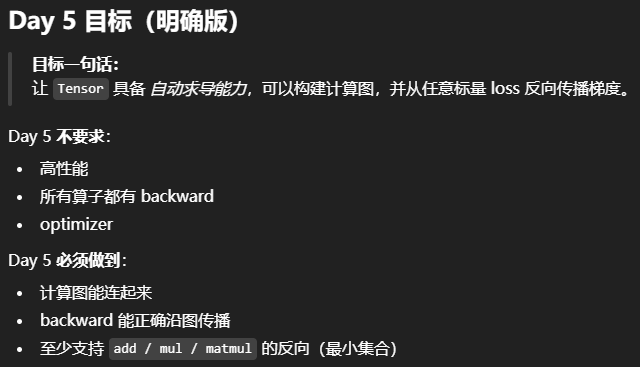 Day 5 目标（明确版）
目标一句话：
让 Tensor 具备 自动求导能力，可以构建计算图，并从任意标量 loss 反向传播梯度。
Day 5 不要求：
• 高性能
• 所有算子都有 backward
• optimizer
Day 5 必须做到：
• 计算图能连起来
• backward 能正确沿图传播
• 至少支持 add / mul / matmul 的反向（最小集合）